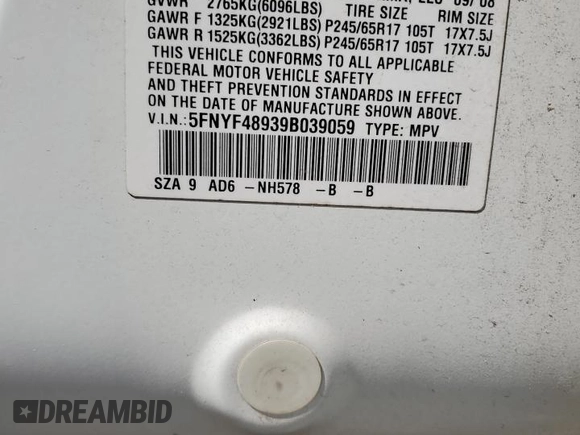 GVWR 2765KG(6096LBS) TIRE SIZE RIM SIZE
GAWR F 1325KG(2921LBS) P245/65R17 105T 17X7.5J
GAWR R 1525KG(3362LBS) P245/65R17 105T 17X7.5J
THIS VEHICLE CONFORMS TO ALL APPLICABLE
FEDERAL MOTOR VEHICLE SAFETY
AND THEFT PREVENTION STANDARDS IN EFFECT
ON THE DATE OF MANUFACTURE SHOWN ABOVE.
V.I.N.:5FNYF48939B039059 TYPE: MPV
SZA 9 AD6 -NH578 -B -B
DREAMBID